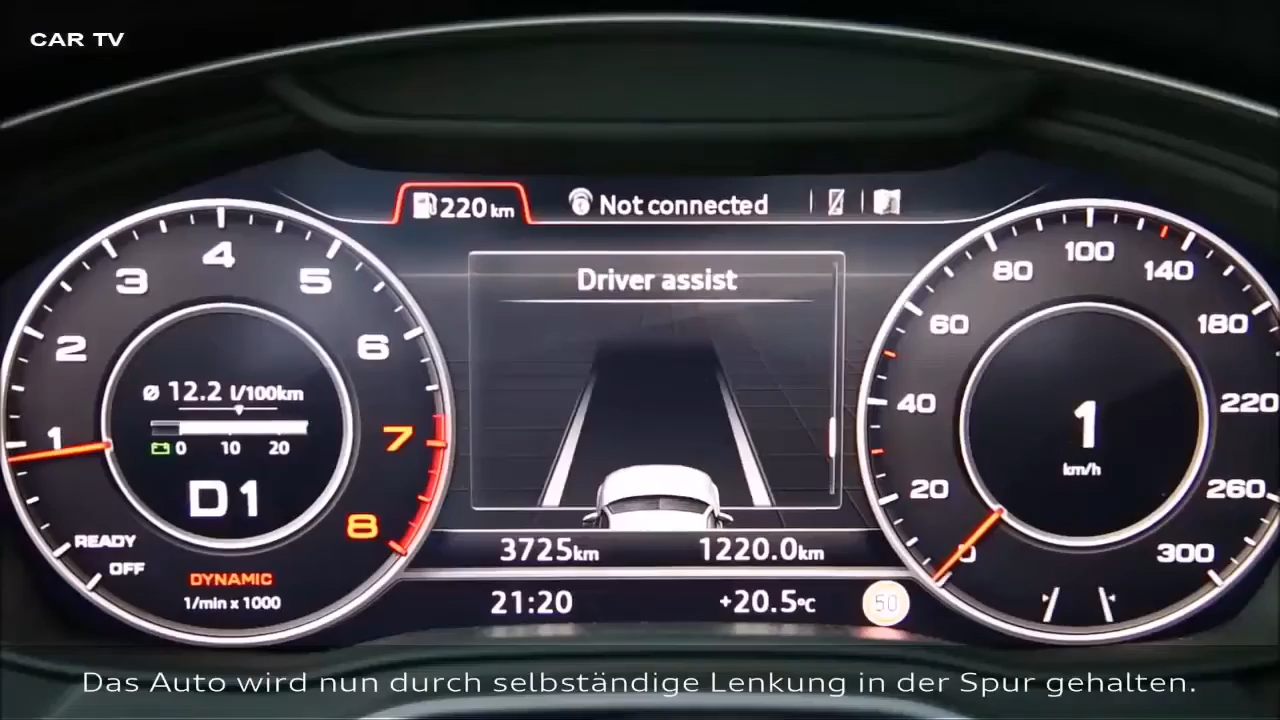 CAR TV
220 km
Not connected
Driver assist
1
2
3
4
5
6
7
8
Ø 12.2 l/100km
0 10 20
D1
READY
OFF
DYNAMIC
1/min x 1000
3725km
1220.0km
21:20
+20.5°C
50
0
20
40
60
80
100
140
180
220
260
300
1
km/h
Das Auto wird nun durch selbständige Lenkung in der Spur gehalten.